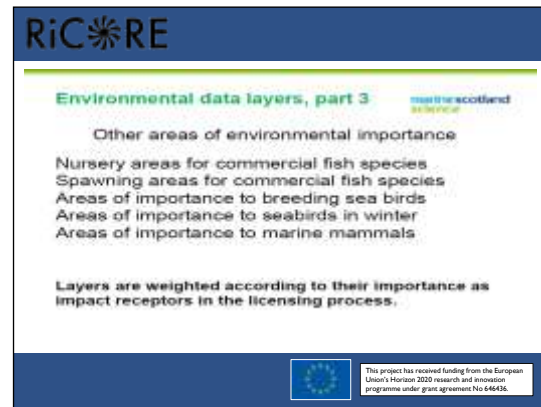 RiCORE
Environmental data layers, part 3
marinescotland
science
Other areas of environmental importance
Nursery areas for commercial fish species
Spawning areas for commercial fish species
Areas of importance to breeding sea birds
Areas of importance to seabirds in winter
Areas of importance to marine mammals
Layers are weighted according to their importance as
impact receptors in the licensing process.
This project has received funding from the European
Union's Horizon 2020 research and innovation
programme under grant agreement No 646436.